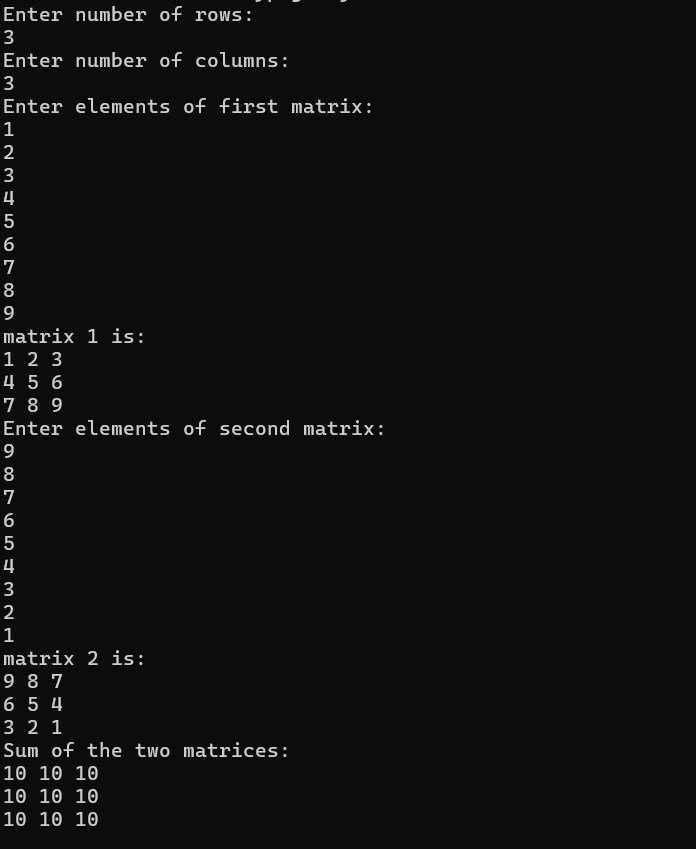 Enter number of rows:
3
Enter number of columns:
3
Enter elements of first matrix:
1
2
3
4
5
6
7
8
9
matrix 1 is:
1 2 3
4 5 6
7 8 9
Enter elements of second matrix:
9
8
7
6
5
4
3
2
1
matrix 2 is:
9 8 7
6 5 4
3 2 1
Sum of the two matrices:
10 10 10
10 10 10
10 10 10